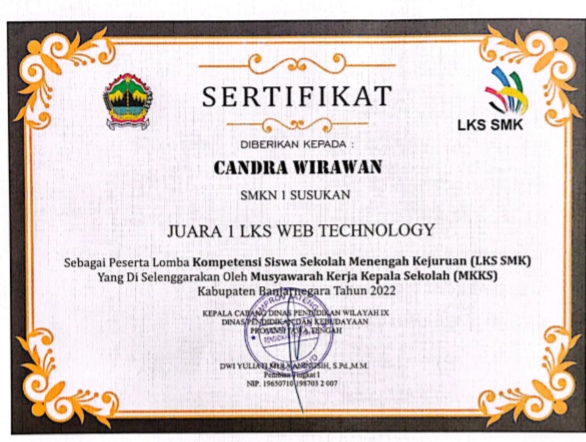 SERTIFIKAT
LKS SMK
DIBERIKAN KEPADA :
CANDRA WIRAWAN
SMKN 1 SUSUKAN
JUARA 1 LKS WEB TECHNOLOGY
Sebagai Peserta Lomba Kompetensi Siswa Sekolah Menengah Kejuruan (LKS SMK)
Yang Di Selenggarakan Oleh Musyawarah Kerja Kepala Sekolah (MKKS)
Kabupaten Banjarnegara Tahun 2022
KEPALA CABANG DINAS PENDIDIKAN WILAYAH IX
DINAS PENDIDIKAN DAN KEBUDAYAAN
PROVINSI JAWA TENGAH
DWI YULIATI S.Pd.,M.M.
Pembina Tingkat I
NIP. 19650710 198703 2 007